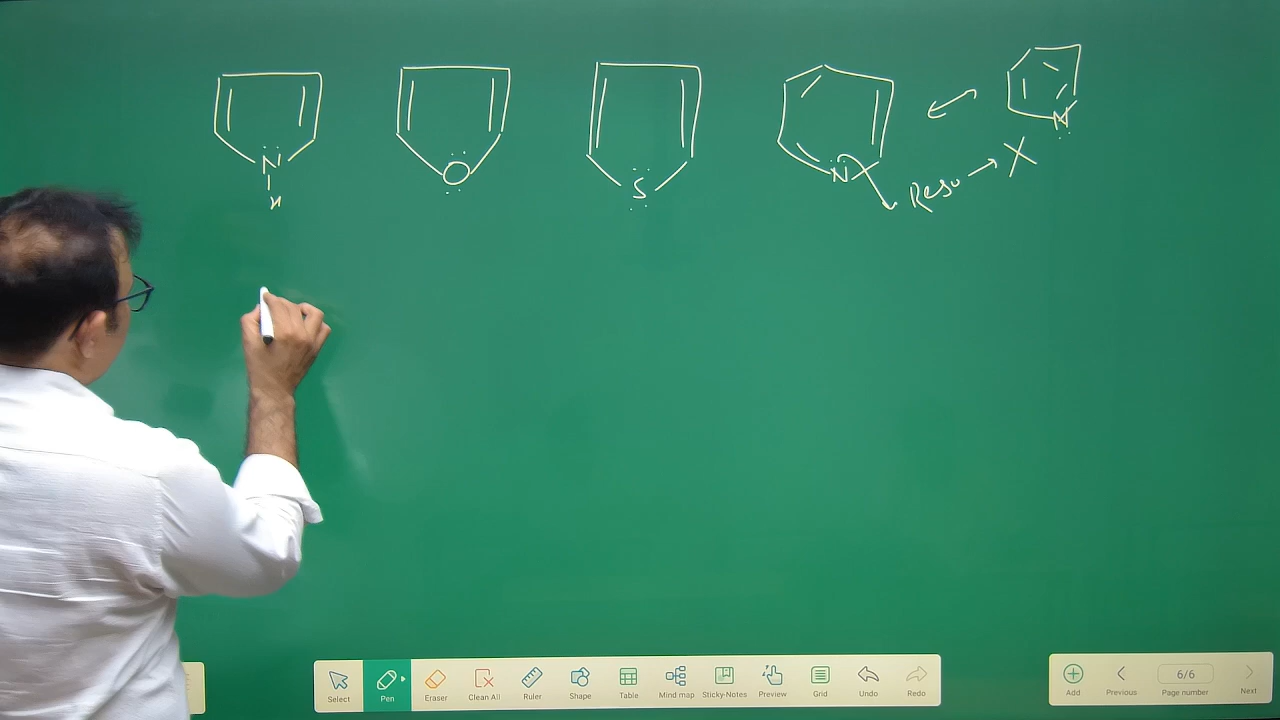 N
H
O
S
N
Reso → X
N
Select
Pen
Eraser
Clean All
Ruler
Shape
Table
Mind map
Sticky-Notes
Preview
Grid
Undo
Redo
Add
Previous
6/6
Page number
Next